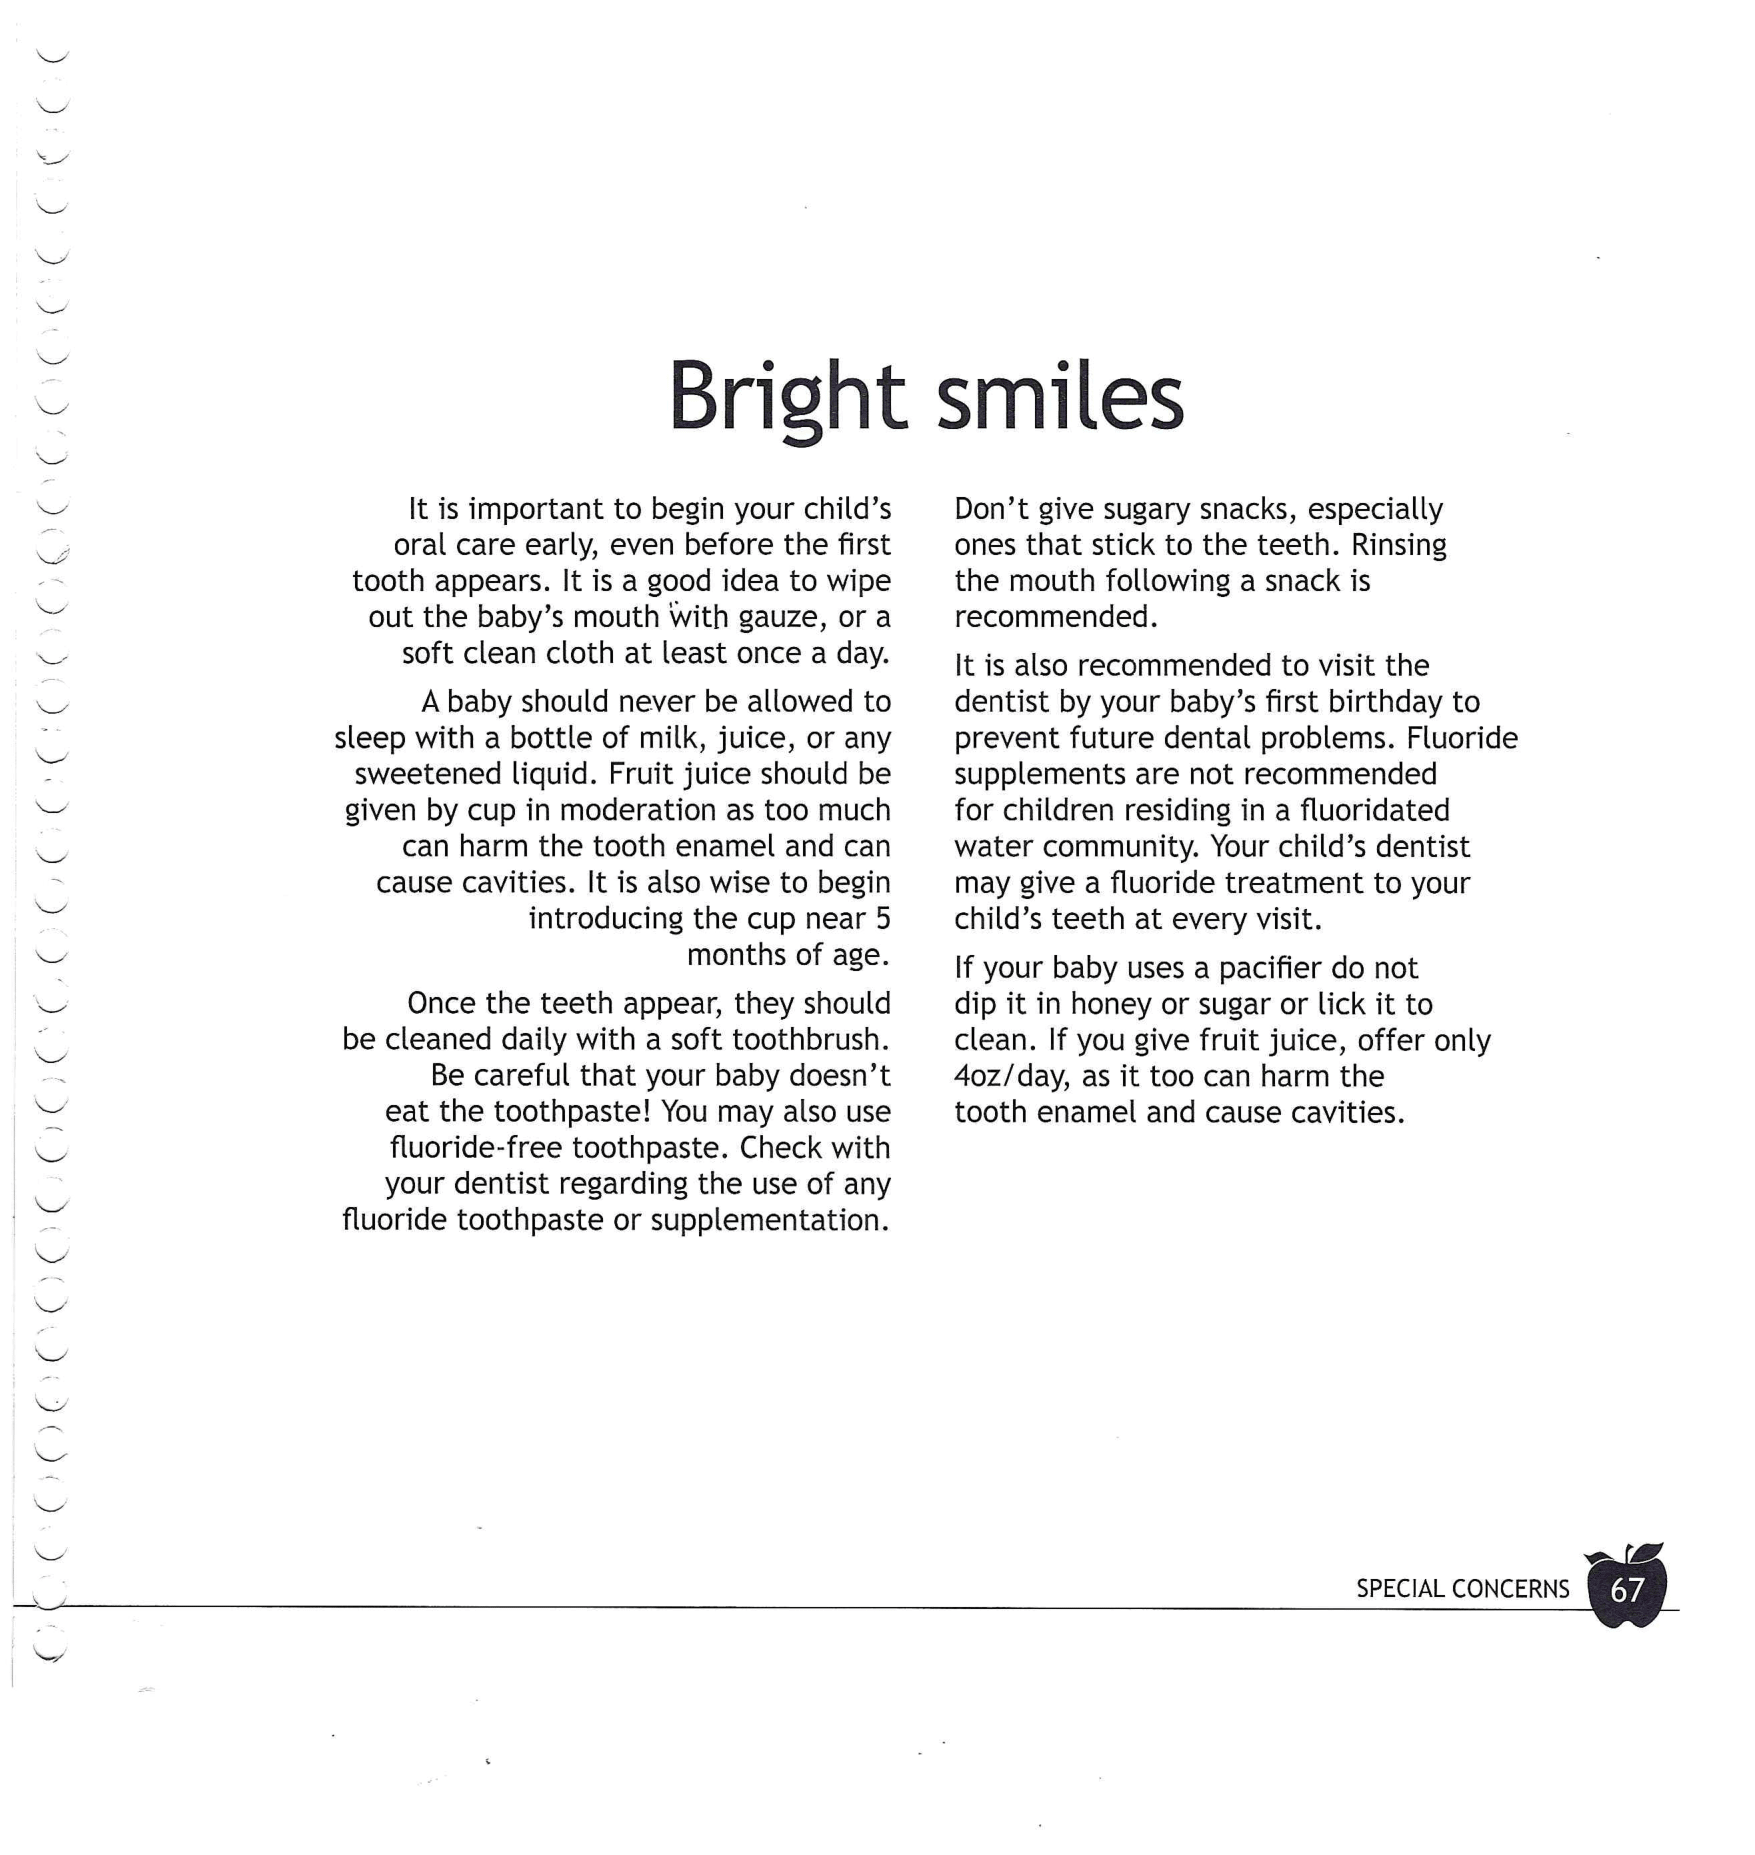 Bright smiles
It is important to begin your child's
oral care early, even before the first
tooth appears. It is a good idea to wipe
out the baby's mouth with gauze, or a
soft clean cloth at least once a day.
A baby should never be allowed to
sleep with a bottle of milk, juice, or any
sweetened liquid. Fruit juice should be
given by cup in moderation as too much
can harm the tooth enamel and can
cause cavities. It is also wise to begin
introducing the cup near 5
months of age.
Once the teeth appear, they should
be cleaned daily with a soft toothbrush.
Be careful that your baby doesn't
eat the toothpaste! You may also use
fluoride-free toothpaste. Check with
your dentist regarding the use of any
fluoride toothpaste or supplementation.
Don't give sugary snacks, especially
ones that stick to the teeth. Rinsing
the mouth following a snack is
recommended.
It is also recommended to visit the
dentist by your baby's first birthday to
prevent future dental problems. Fluoride
supplements are not recommended
for children residing in a fluoridated
water community. Your child's dentist
may give a fluoride treatment to your
child's teeth at every visit.
If your baby uses a pacifier do not
dip it in honey or sugar or lick it to
clean. If you give fruit juice, offer only
4oz/day, as it too can harm the
tooth enamel and cause cavities.
SPECIAL CONCERNS 67